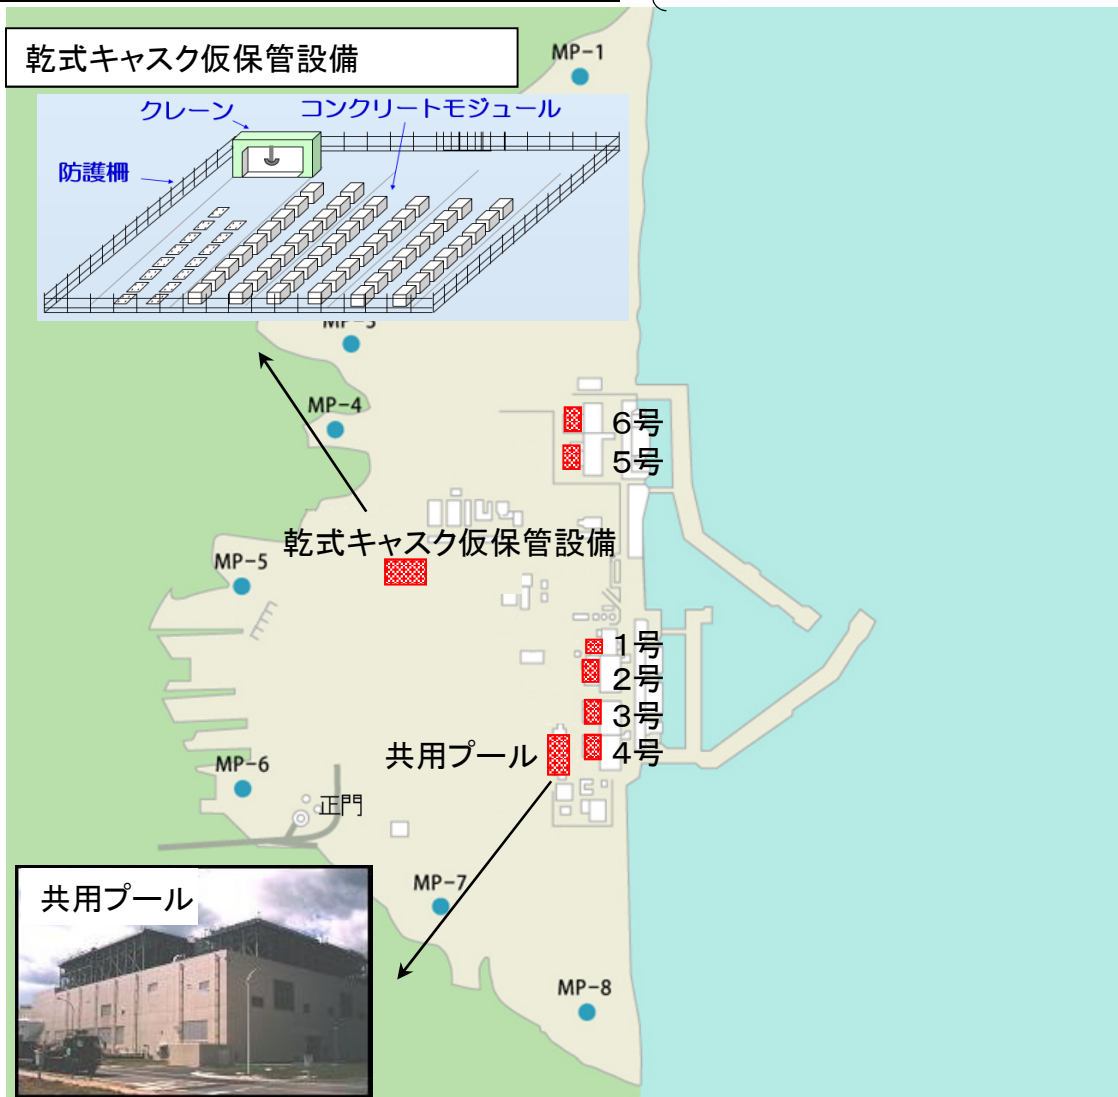 乾式キャスク仮保管設備
MP-1
クレーン
コンクリートモジュール
防護柵
MP-3
MP-4
6号
5号
乾式キャスク仮保管設備
MP-5
1号
2号
3号
共用プール
4号
MP-6
正門
MP-7
共用プール
MP-8